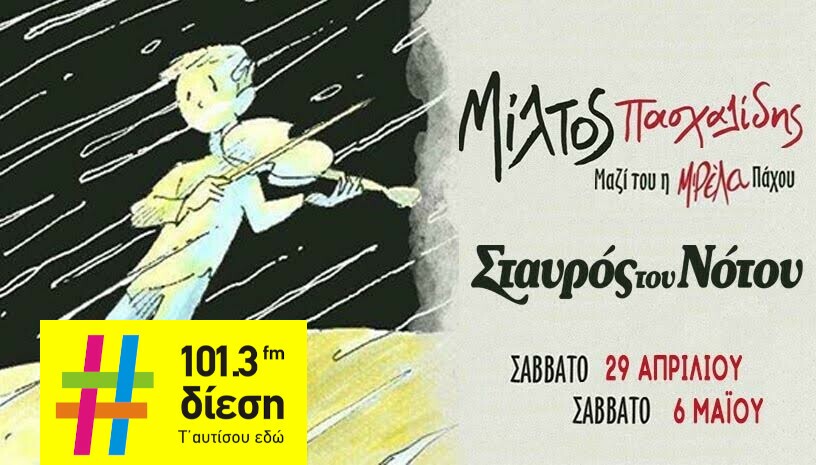 Μίλτος Πασχαλίδης
Μαζί του η Μρέλα Πάχου
Σταυρός του Νότου
ΣΑΒΒΑΤΟ 29 ΑΠΡΙΛΙΟΥ
ΣΑΒΒΑΤΟ 6 ΜΑΪΟΥ
101.3 fm
δίεση
Τ'αυτίσου εδώ